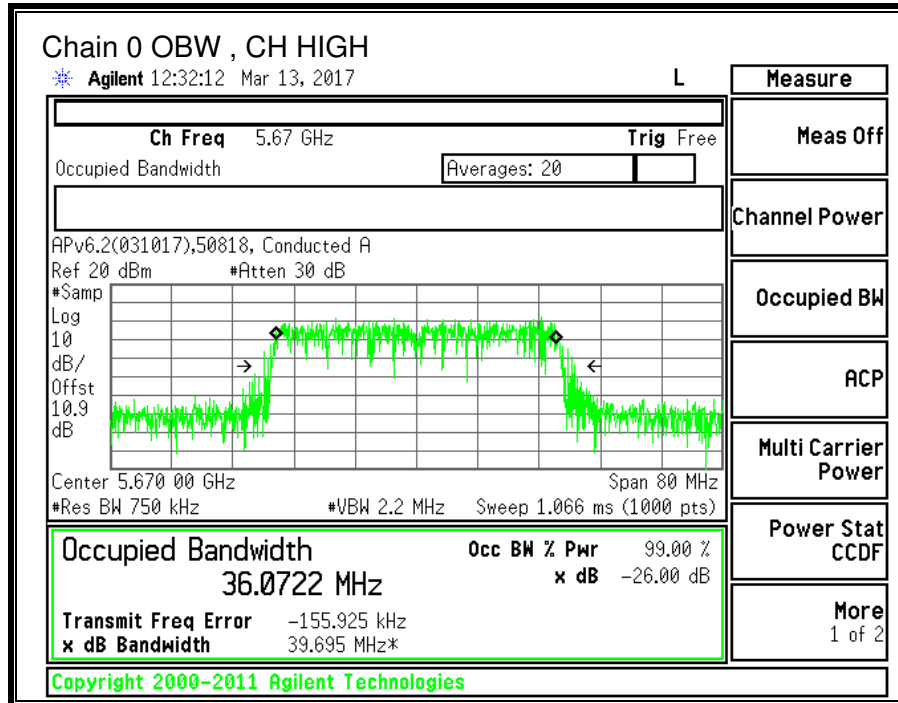 Chain 0 OBW , CH HIGH
Agilent 12:32:12 Mar 13, 2017 L
Measure
Ch Freq 5.67 GHz Trig Free
Meas Off
Occupied Bandwidth Averages: 20
Channel Power
APv6.2(031017),50818, Conducted A
Ref 20 dBm #Atten 30 dB
#Samp
Log
10
dB/
Offst
10.9
dB
Occupied BW
ACP
Multi Carrier
Power
Center 5.670 00 GHz Span 80 MHz
#Res BW 750 kHz #VBW 2.2 MHz Sweep 1.066 ms (1000 pts)
Occupied Bandwidth Occ BW % Pwr 99.00 %
36.0722 MHz x dB -26.00 dB
Power Stat
CCDF
Transmit Freq Error -155.925 kHz
x dB Bandwidth 39.695 MHz*
More
1 of 2
Copyright 2000-2011 Agilent Technologies